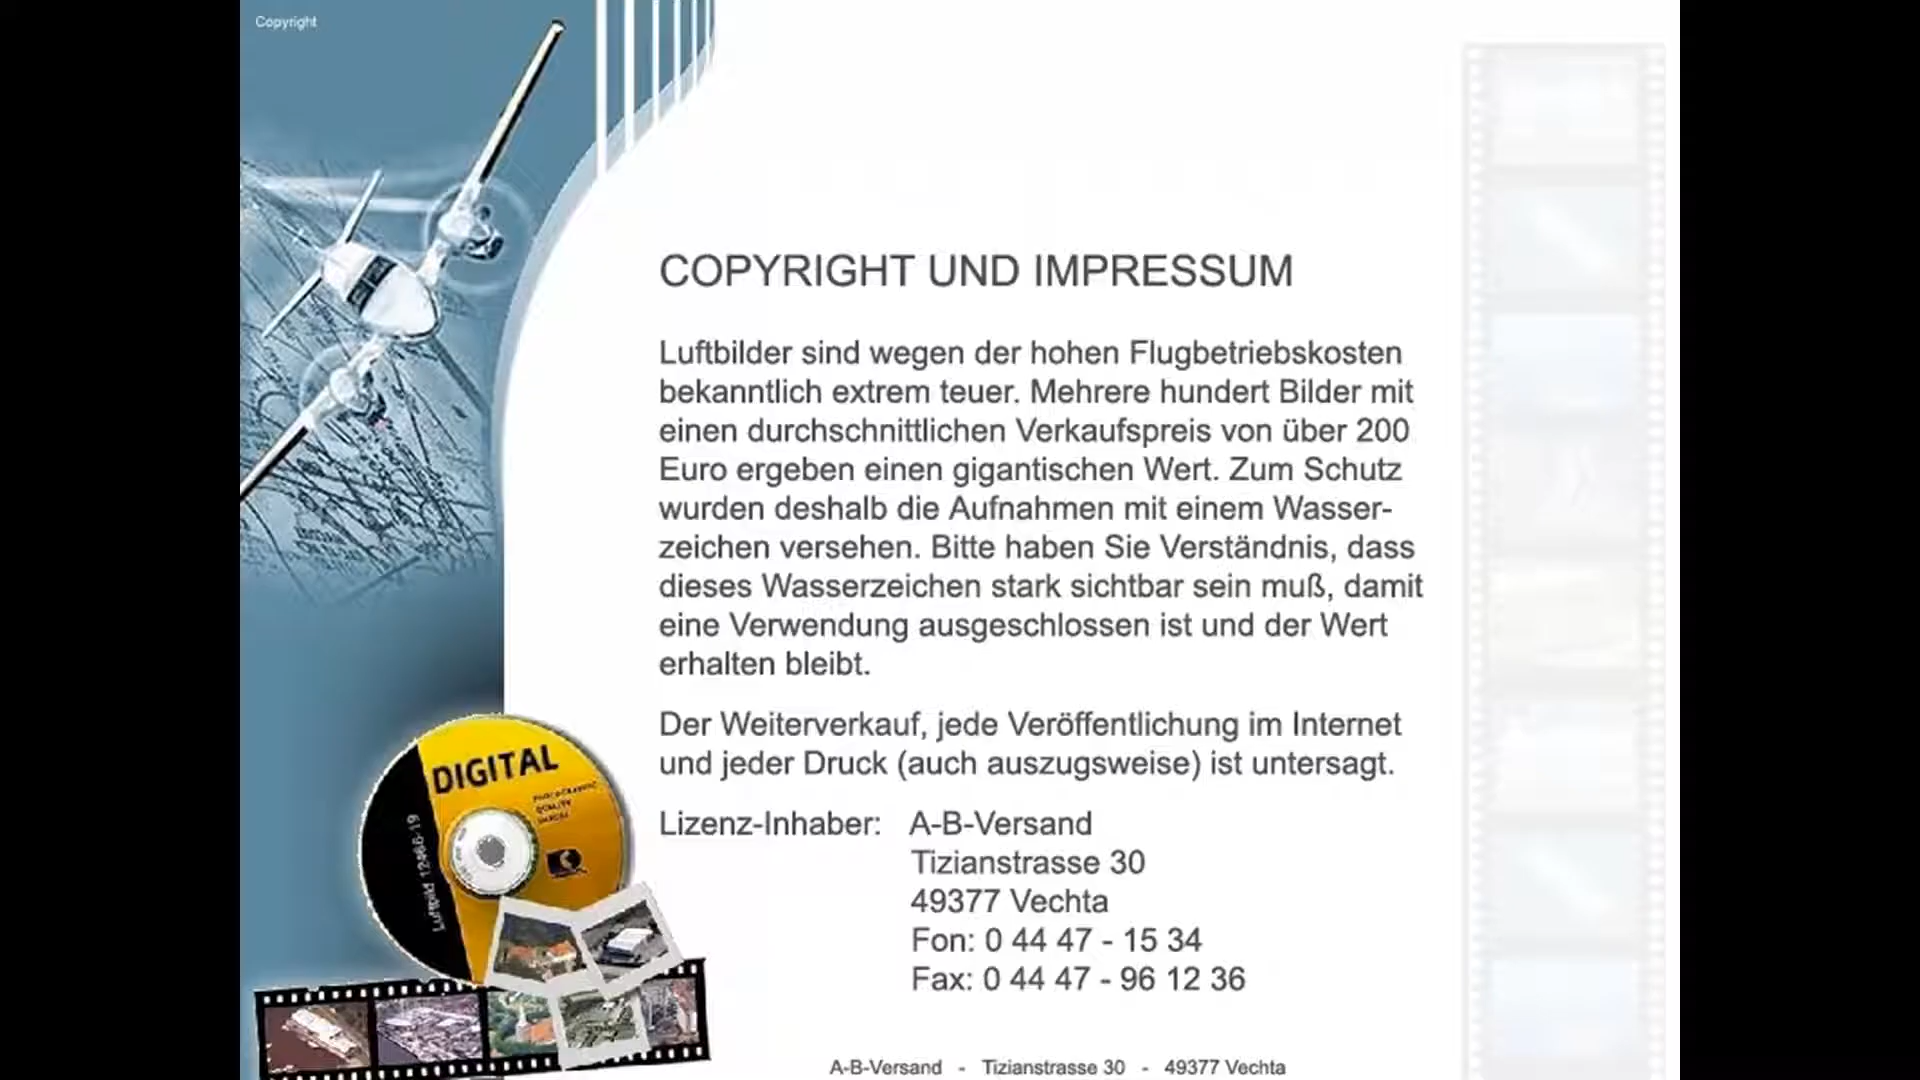 Copyright
COPYRIGHT UND IMPRESSUM
Luftbilder sind wegen der hohen Flugbetriebskosten
bekanntlich extrem teuer. Mehrere hundert Bilder mit
einen durchschnittlichen Verkaufspreis von über 200
Euro ergeben einen gigantischen Wert. Zum Schutz
wurden deshalb die Aufnahmen mit einem Wasser-
zeichen versehen. Bitte haben Sie Verständnis, dass
dieses Wasserzeichen stark sichtbar sein muß, damit
eine Verwendung ausgeschlossen ist und der Wert
erhalten bleibt.
Der Weiterverkauf, jede Veröffentlichung im Internet
und jeder Druck (auch auszugsweise) ist untersagt.
Lizenz-Inhaber: A-B-Versand
Tizianstrasse 30
49377 Vechta
Fon: 0 44 47 - 15 34
Fax: 0 44 47 - 96 12 36
DIGITAL
Luftbild
A-B-Versand - Tizianstrasse 30 - 49377 Vechta